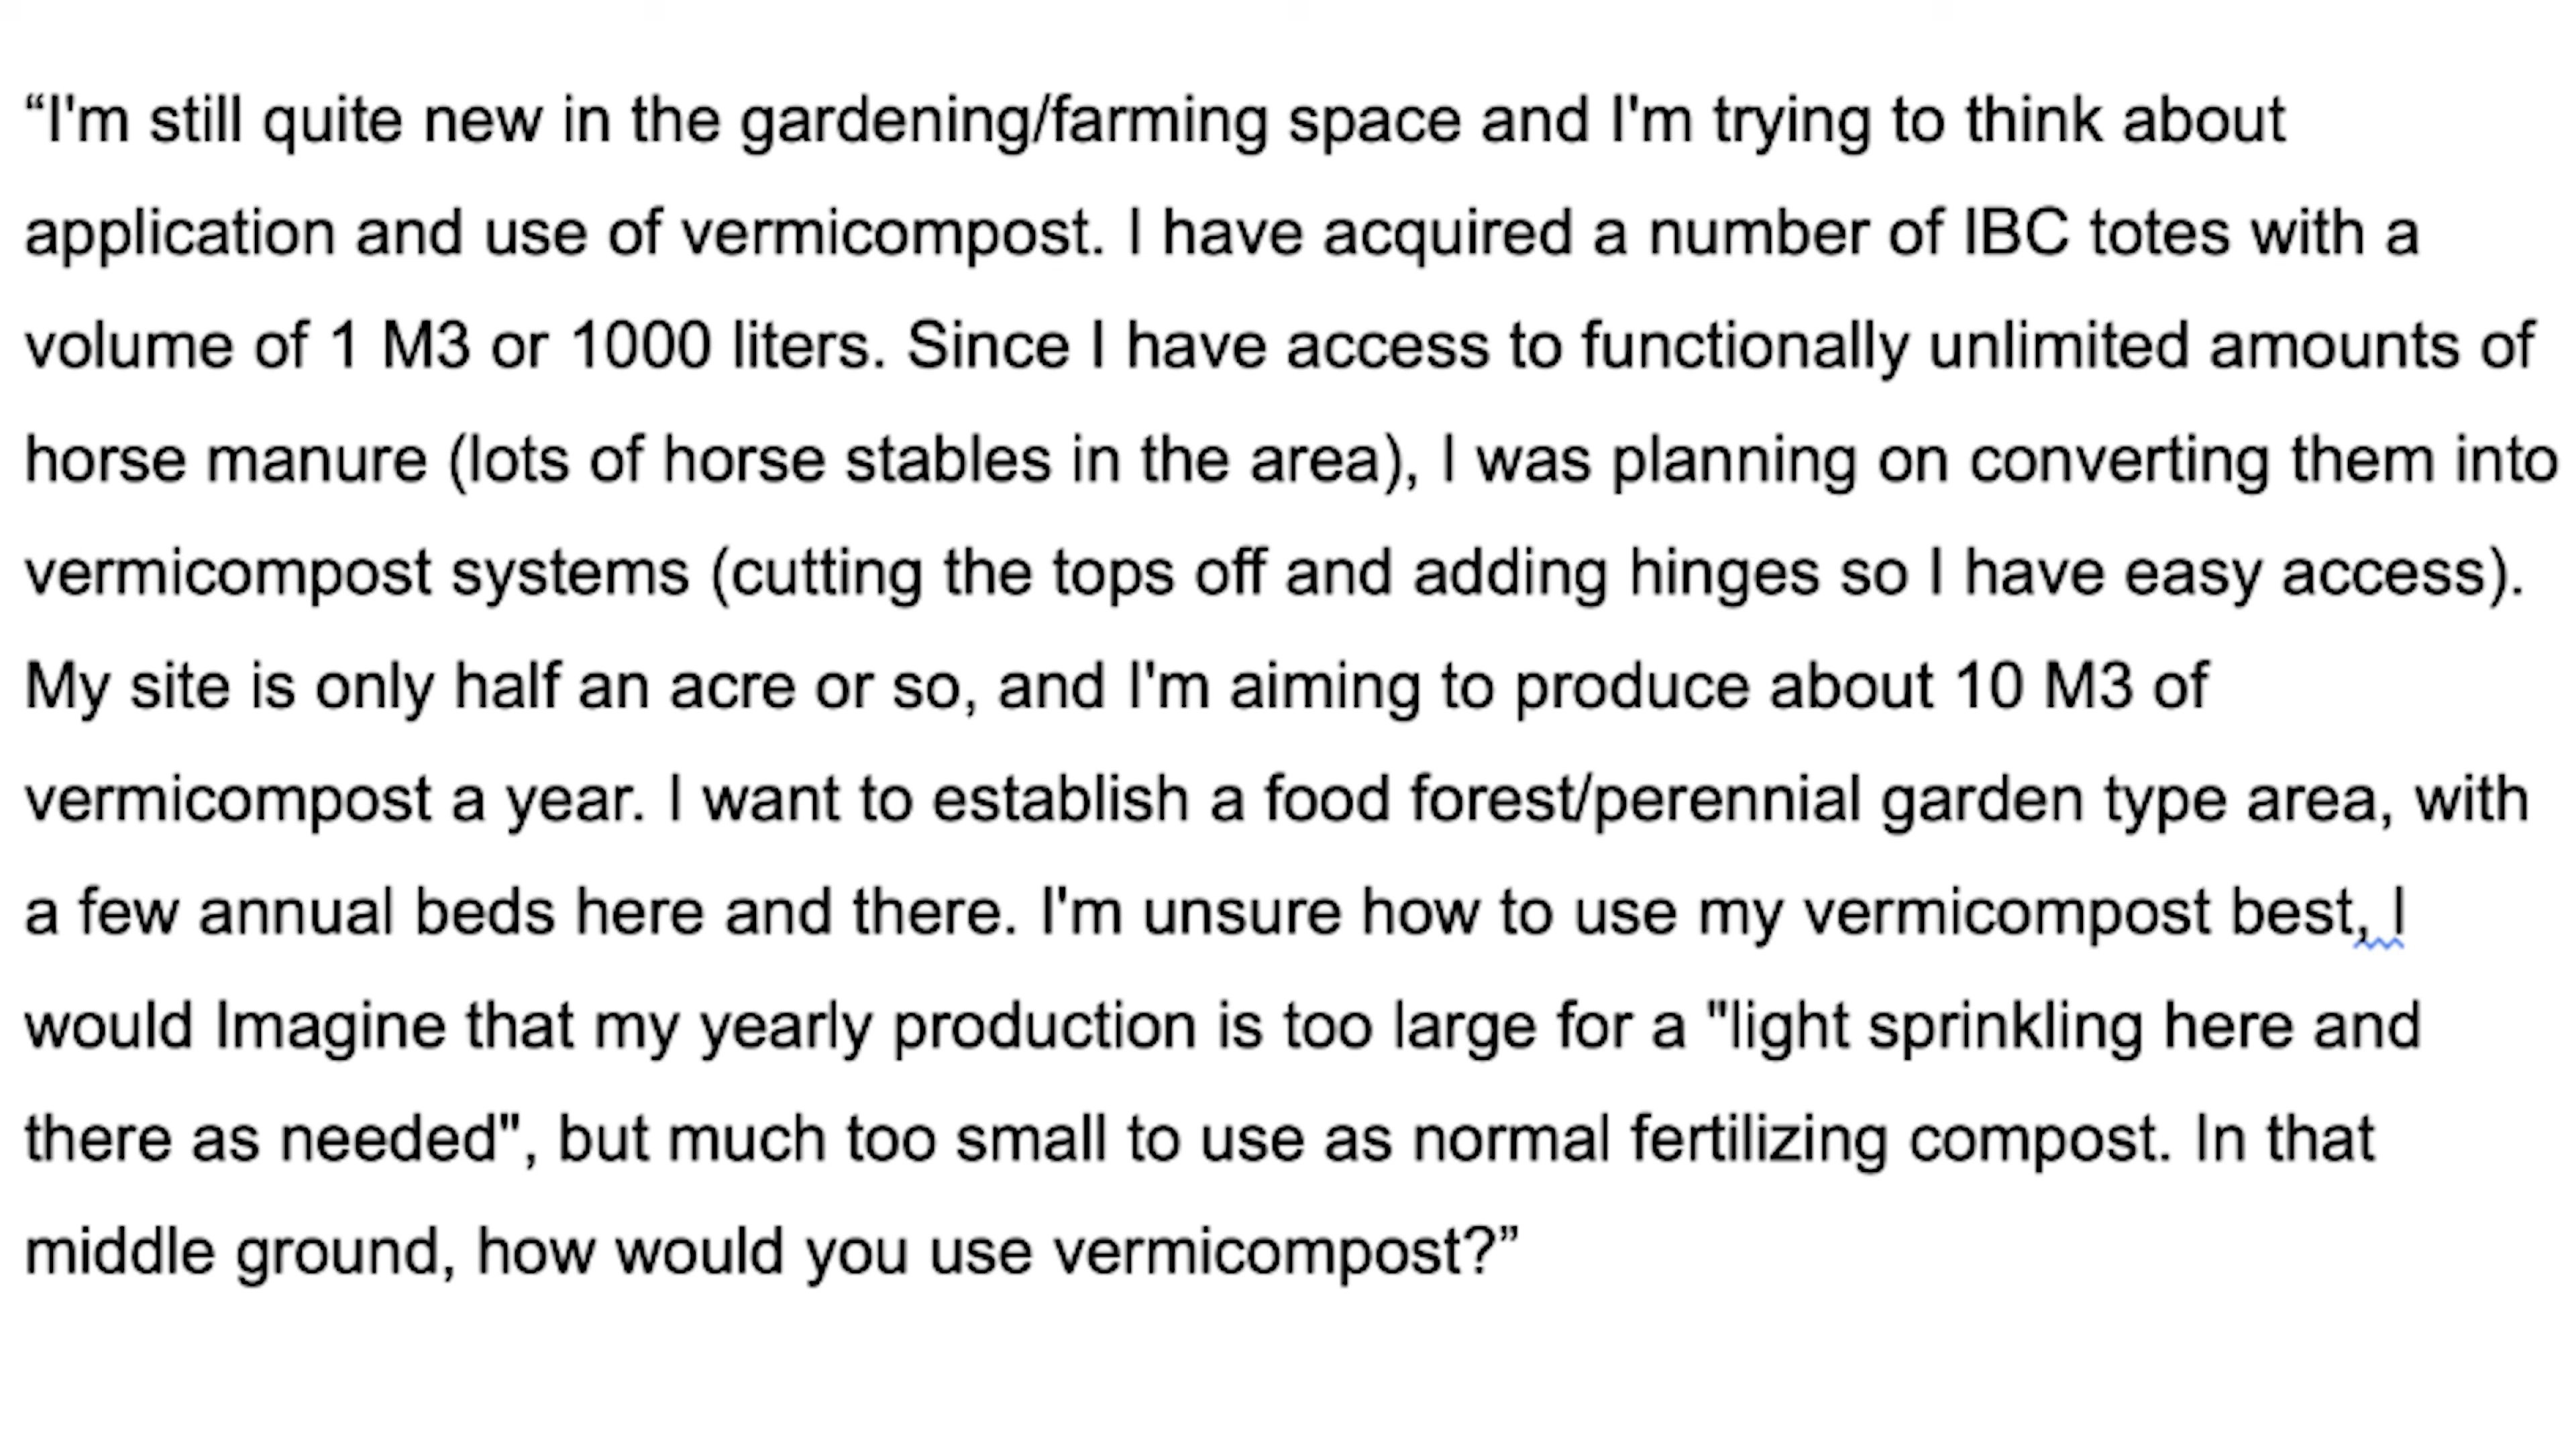 “I'm still quite new in the gardening/farming space and I'm trying to think about
application and use of vermicompost. I have acquired a number of IBC totes with a
volume of 1 M3 or 1000 liters. Since I have access to functionally unlimited amounts of
horse manure (lots of horse stables in the area), I was planning on converting them into
vermicompost systems (cutting the tops off and adding hinges so I have easy access).
My site is only half an acre or so, and I'm aiming to produce about 10 M3 of
vermicompost a year. I want to establish a food forest/perennial garden type area, with
a few annual beds here and there. I'm unsure how to use my vermicompost best, I
would Imagine that my yearly production is too large for a "light sprinkling here and
there as needed", but much too small to use as normal fertilizing compost. In that
middle ground, how would you use vermicompost?”